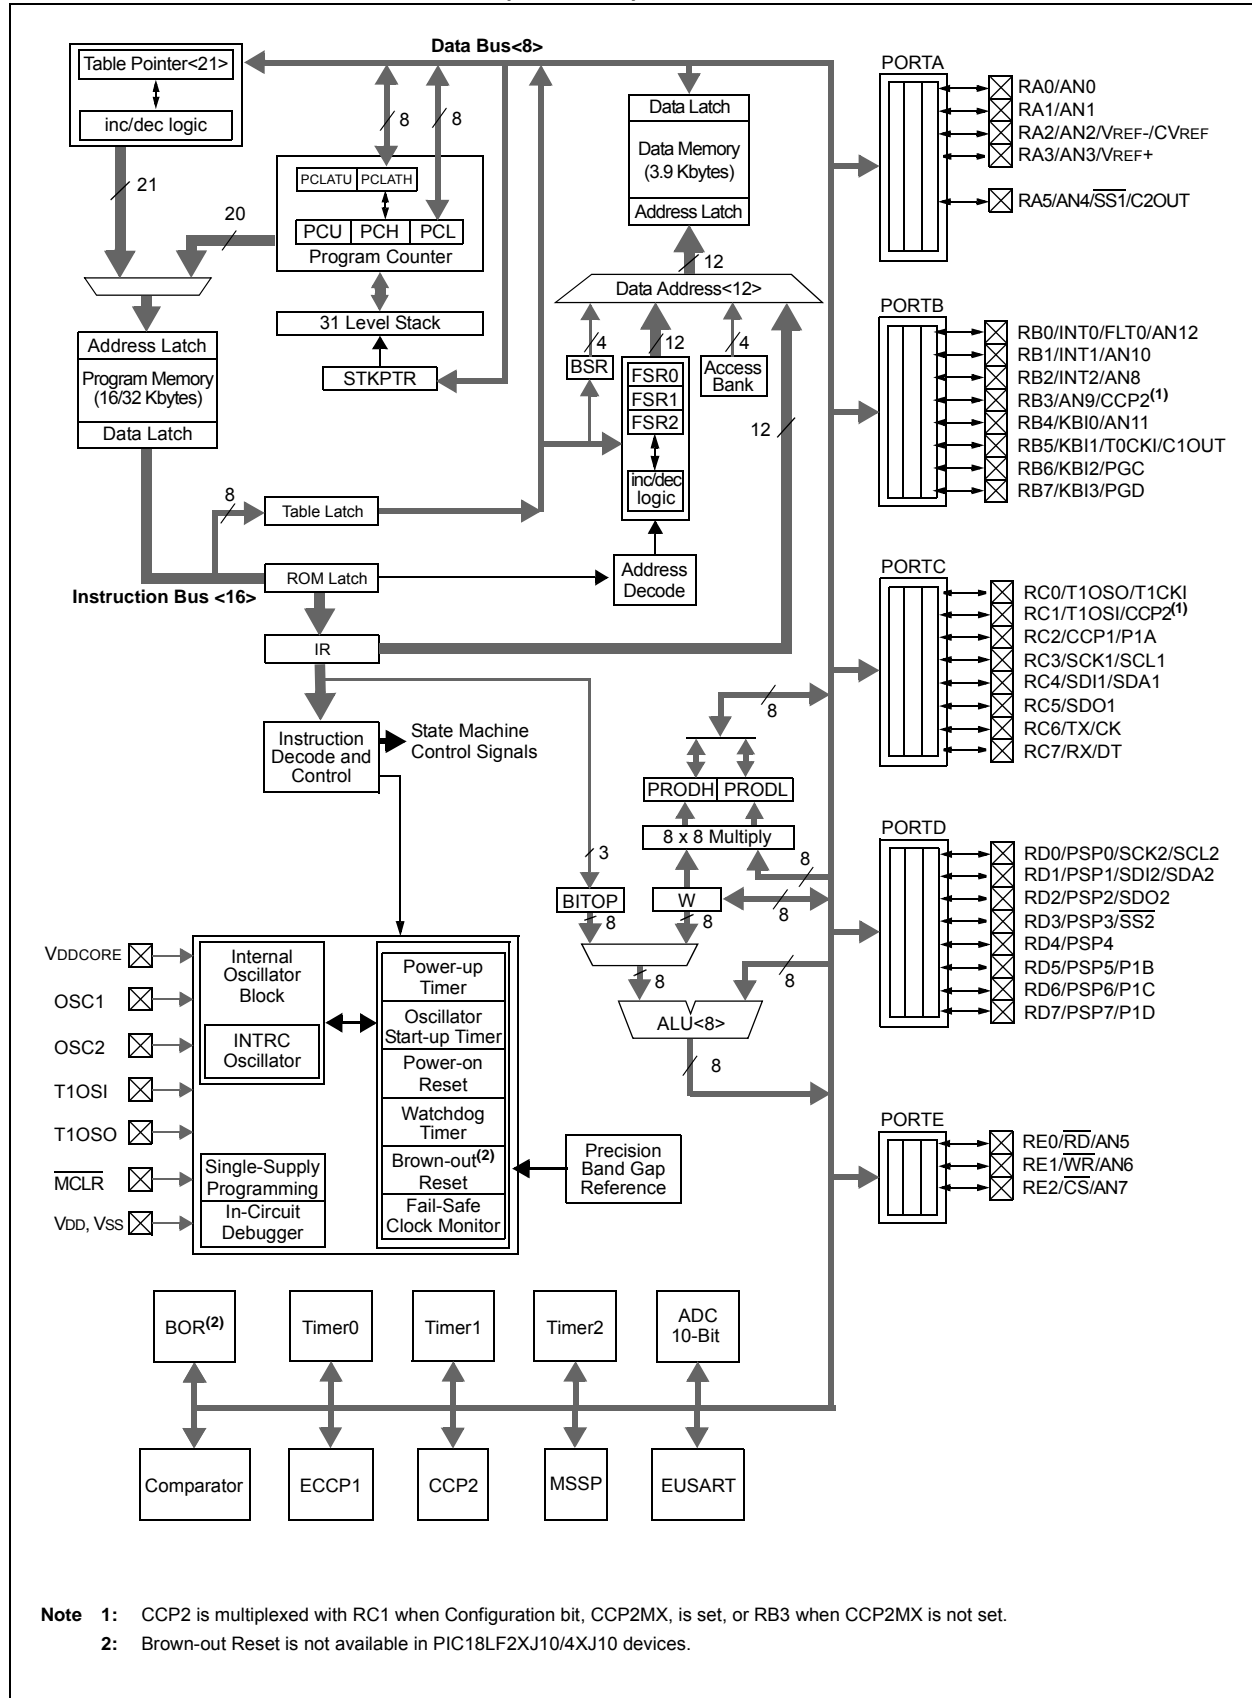 Data Bus<8>
Table Pointer<21>
inc/dec logic
21
20
8
8
PCLATU PCLATH
PCU PCH PCL
Program Counter
31 Level Stack
STKPTR
Address Latch
Program Memory
(16/32 Kbytes)
Data Latch
8
Table Latch
ROM Latch
Instruction Bus <16>
IR
Data Latch
Data Memory
(3.9 Kbytes)
Address Latch
12
Data Address<12>
4
12
4
BSR
FSR0
FSR1
FSR2
inc/dec
logic
Access
Bank
12
Address
Decode
Instruction
Decode and
Control
State Machine
Control Signals
8
PRODH PRODL
8 x 8 Multiply
3
8
BITOP
W
8
8
8
8
8
ALU<8>
8
VDDCORE
OSC1
OSC2
T1OSI
T1OSO
MCLR
VDD, VSS
Internal
Oscillator
Block
INTRC
Oscillator
Single-Supply
Programming
In-Circuit
Debugger
Power-up
Timer
Oscillator
Start-up Timer
Power-on
Reset
Watchdog
Timer
Brown-out(2)
Reset
Fail-Safe
Clock Monitor
Precision
Band Gap
Reference
PORTA
RA0/AN0
RA1/AN1
RA2/AN2/VREF-/CVREF
RA3/AN3/VREF+
RA5/AN4/SS1/C2OUT
PORTB
RB0/INT0/FLT0/AN12
RB1/INT1/AN10
RB2/INT2/AN8
RB3/AN9/CCP2(1)
RB4/KBI0/AN11
RB5/KBI1/T0CKI/C1OUT
RB6/KBI2/PGC
RB7/KBI3/PGD
PORTC
RC0/T1OSO/T1CKI
RC1/T1OSI/CCP2(1)
RC2/CCP1/P1A
RC3/SCK1/SCL1
RC4/SDI1/SDA1
RC5/SDO1
RC6/TX/CK
RC7/RX/DT
PORTD
RD0/PSP0/SCK2/SCL2
RD1/PSP1/SDI2/SDA2
RD2/PSP2/SDO2
RD3/PSP3/SS2
RD4/PSP4
RD5/PSP5/P1B
RD6/PSP6/P1C
RD7/PSP7/P1D
PORTE
RE0/RD/AN5
RE1/WR/AN6
RE2/CS/AN7
BOR(2)
Timer0
Timer1
Timer2
ADC
10-Bit
Comparator
ECCP1
CCP2
MSSP
EUSART
Note 1: CCP2 is multiplexed with RC1 when Configuration bit, CCP2MX, is set, or RB3 when CCP2MX is not set.
2: Brown-out Reset is not available in PIC18LF2XJ10/4XJ10 devices.